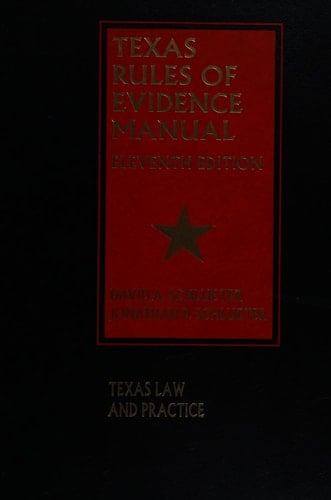 TEXAS
RULES OF
EVIDENCE
MANUAL
ELEVENTH EDITION
DAVID A. SCHLUETER
JONATHAN D. SCHLUETER
TEXAS LAW
AND PRACTICE